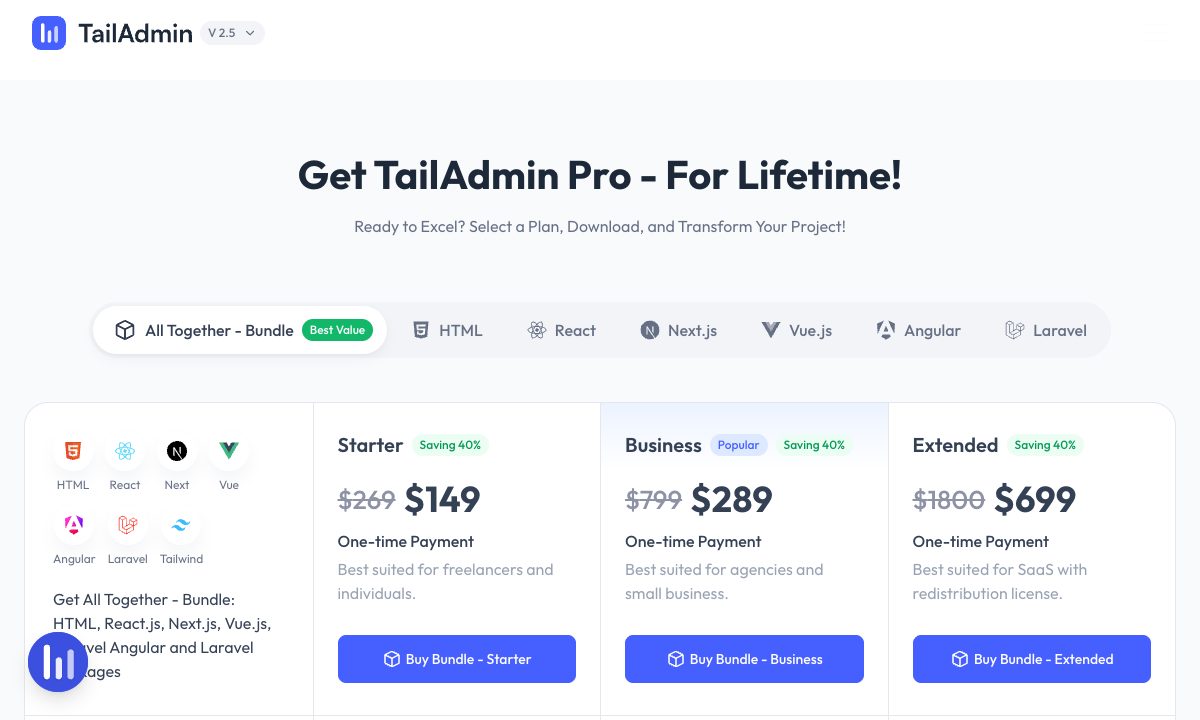 TailAdmin V 2.5
Get TailAdmin Pro - For Lifetime!
Ready to Excel? Select a Plan, Download, and Transform Your Project!
All Together - Bundle Best Value HTML React Next.js Vue.js Angular Laravel
HTML React Next Vue
Angular Laravel Tailwind
Get All Together - Bundle:
HTML, React.js, Next.js, Vue.js,
Angular and Laravel
Starter Saving 40%
$269 $149
One-time Payment
Best suited for freelancers and
individuals.
Buy Bundle - Starter
Business Popular Saving 40%
$799 $289
One-time Payment
Best suited for agencies and
small business.
Buy Bundle - Business
Extended Saving 40%
$1800 $699
One-time Payment
Best suited for SaaS with
redistribution license.
Buy Bundle - Extended